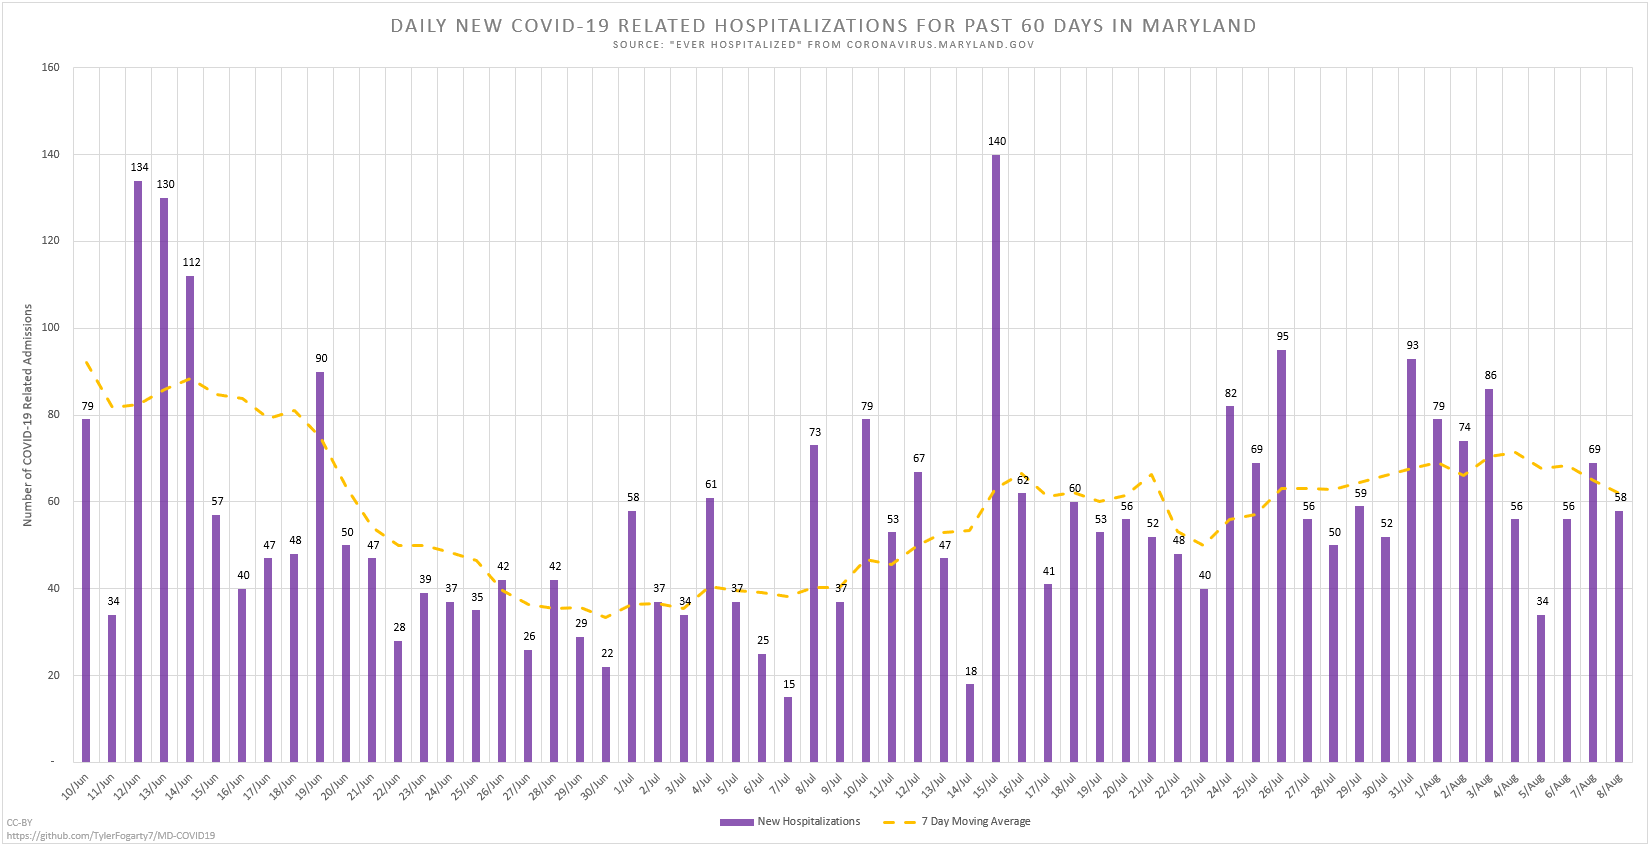 DAILY NEW COVID-19 RELATED HOSPITALIZATIONS FOR PAST 60 DAYS IN MARYLAND
SOURCE: "EVER HOSPITALIZED" FROM CORONAVIRUS.MARYLAND.GOV
Number of COVID-19 Related Admissions
160
140
120
100
80
60
40
20
-
79
34
134
130
112
57
40
47
48
90
50
47
28
39
37
35
42
26
42
29
22
58
37
34
61
37
25
15
73
37
79
53
67
47
18
140
62
41
60
53
56
52
48
40
82
69
95
56
50
59
52
93
79
74
86
56
34
56
69
58
10/Jun
11/Jun
12/Jun
13/Jun
14/Jun
15/Jun
16/Jun
17/Jun
18/Jun
19/Jun
20/Jun
21/Jun
22/Jun
23/Jun
24/Jun
25/Jun
26/Jun
27/Jun
28/Jun
29/Jun
30/Jun
1/Jul
2/Jul
3/Jul
4/Jul
5/Jul
6/Jul
7/Jul
8/Jul
9/Jul
10/Jul
11/Jul
12/Jul
13/Jul
14/Jul
15/Jul
16/Jul
17/Jul
18/Jul
19/Jul
20/Jul
21/Jul
22/Jul
23/Jul
24/Jul
25/Jul
26/Jul
27/Jul
28/Jul
29/Jul
30/Jul
31/Jul
1/Aug
2/Aug
3/Aug
4/Aug
5/Aug
6/Aug
7/Aug
8/Aug
New Hospitalizations
7 Day Moving Average
CC-BY
https://github.com/TylerFogarty7/MD-COVID19